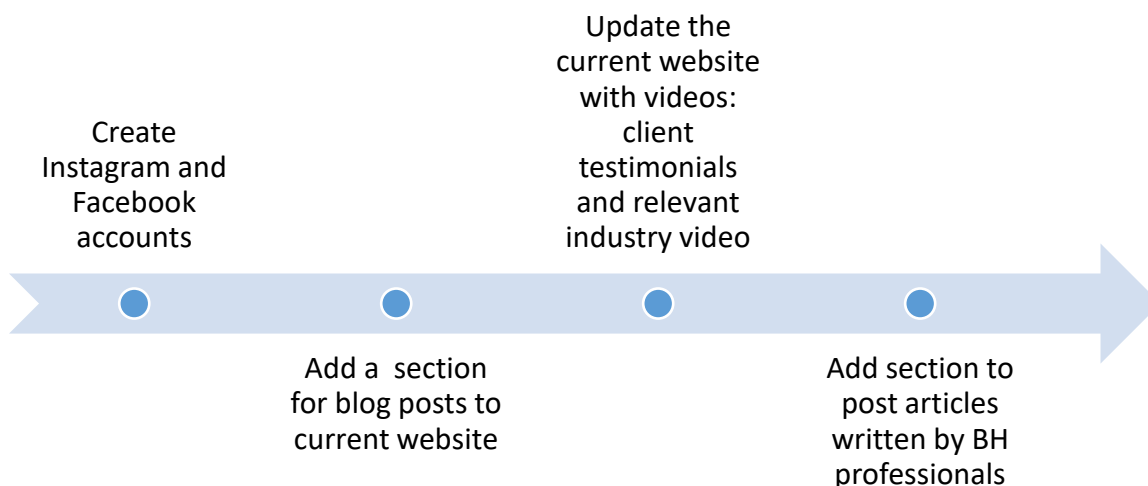 Create
Instagram and
Facebook
accounts
Add a  section
for blog posts to
current website
Update the
current website
with videos:
client
testimonials
and relevant
industry video
Add section to
post articles
written by BH
professionals